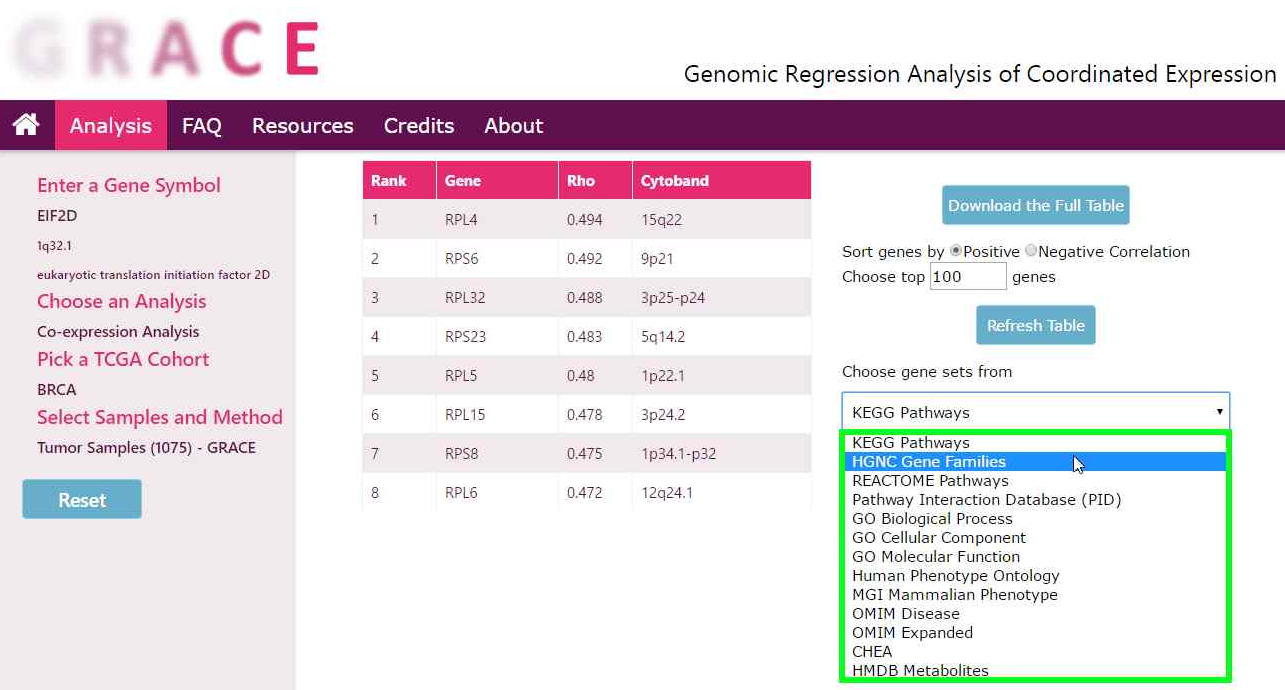 GRACE
Genomic Regression Analysis of Coordinated Expression
Analysis FAQ Resources Credits About
Enter a Gene Symbol
EIF2D
1q32.1
eukaryotic translation initiation factor 2D
Choose an Analysis
Co-expression Analysis
Pick a TCGA Cohort
BRCA
Select Samples and Method
Tumor Samples (1075) - GRACE
Reset
Rank Gene Rho Cytoband
1 RPL4 0.494 15q22
2 RPS6 0.492 9p21
3 RPL32 0.488 3p25-p24
4 RPS23 0.483 5q14.2
5 RPL5 0.48 1p22.1
6 RPL15 0.478 3p24.2
7 RPS8 0.475 1p34.1-p32
8 RPL6 0.472 12q24.1
Download the Full Table
Sort genes by Positive Negative Correlation
Choose top 100 genes
Refresh Table
Choose gene sets from
KEGG Pathways
KEGG Pathways
HGNC Gene Families
REACTOME Pathways
Pathway Interaction Database (PID)
GO Biological Process
GO Cellular Component
GO Molecular Function
Human Phenotype Ontology
MGI Mammalian Phenotype
OMIM Disease
OMIM Expanded
CHEA
HMDB Metabolites